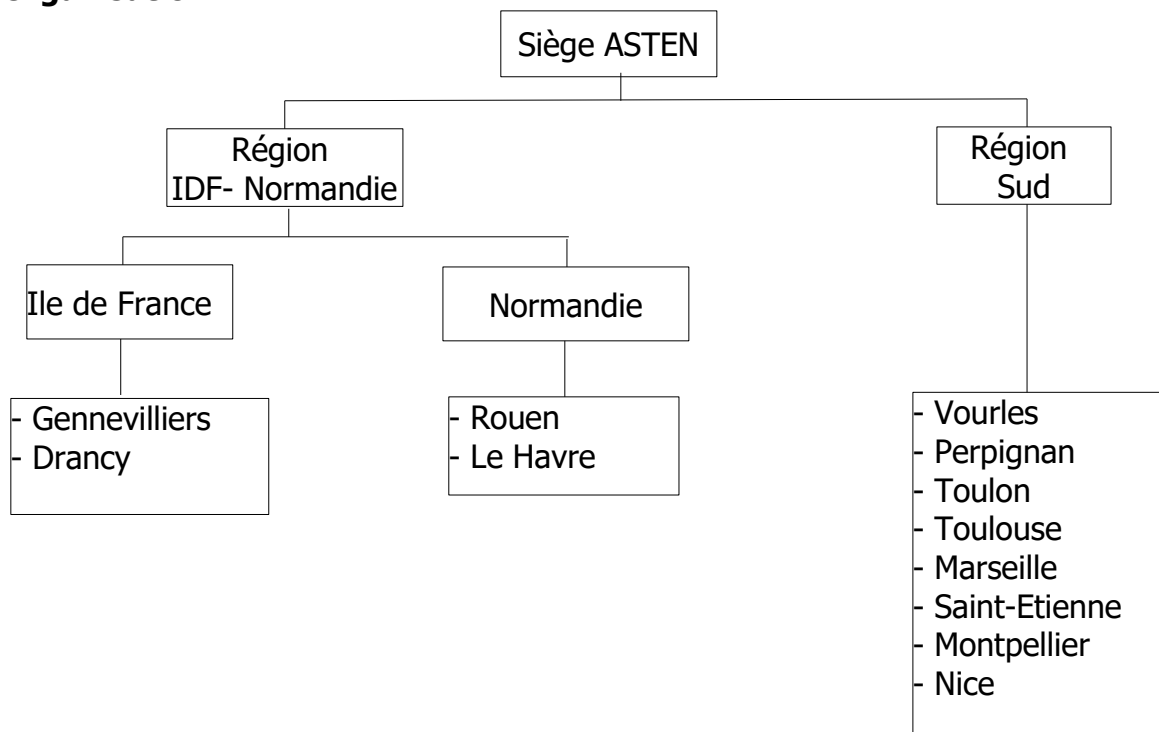 Siège ASTEN
Région
IDF- Normandie
Région
Sud
Ile de France
Normandie
- Gennevilliers
- Drancy
- Rouen
- Le Havre
- Vourles
- Perpignan
- Toulon
- Toulouse
- Marseille
- Saint-Etienne
- Montpellier
- Nice